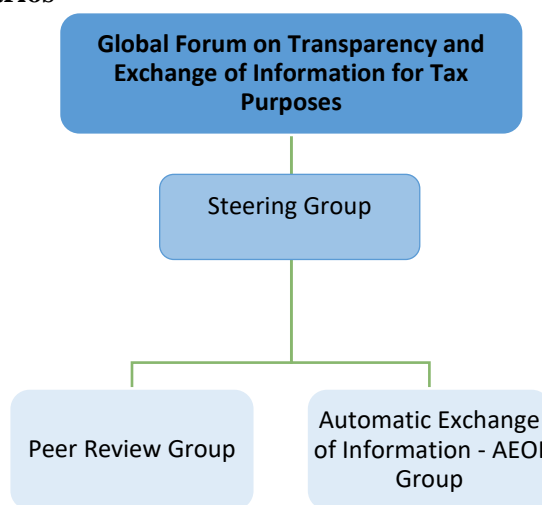 Global Forum on Transparency and
Exchange of Information for Tax
Purposes
Steering Group
Peer Review Group
Automatic Exchange
of Information - AEOI
Group